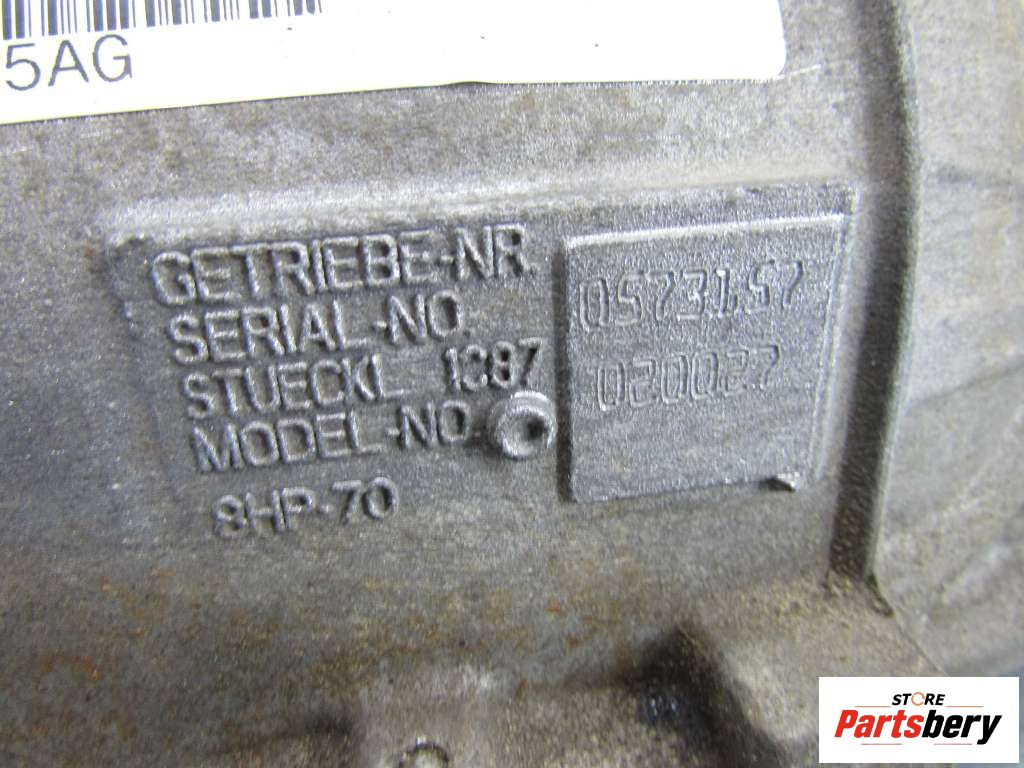 5AG
GETRIEBE-NR.
SERIAL-NO.
STUECKL 1087
MODEL-NO.
8HP-70
0573157
020027
STORE
Partsbery